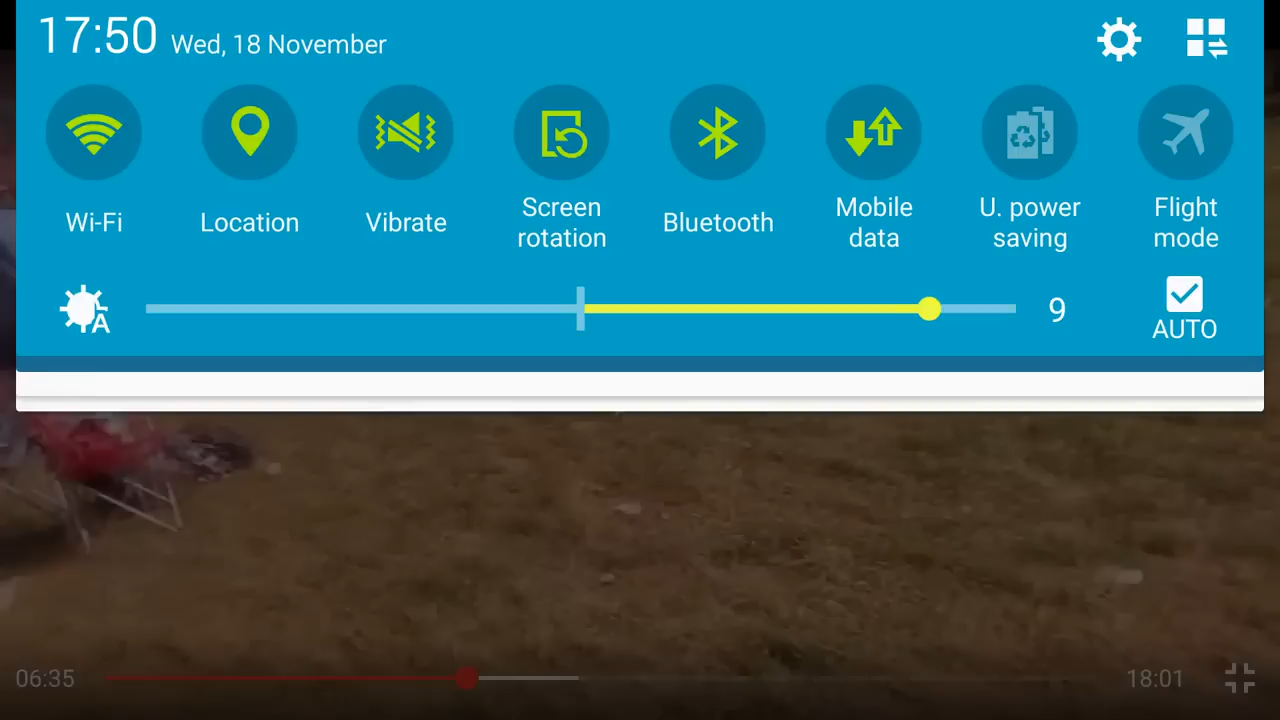 17:50 Wed, 18 November
Wi-Fi
Location
Vibrate
Screen
rotation
Bluetooth
Mobile
data
U. power
saving
Flight
mode
A
9
AUTO
06:35
18:01